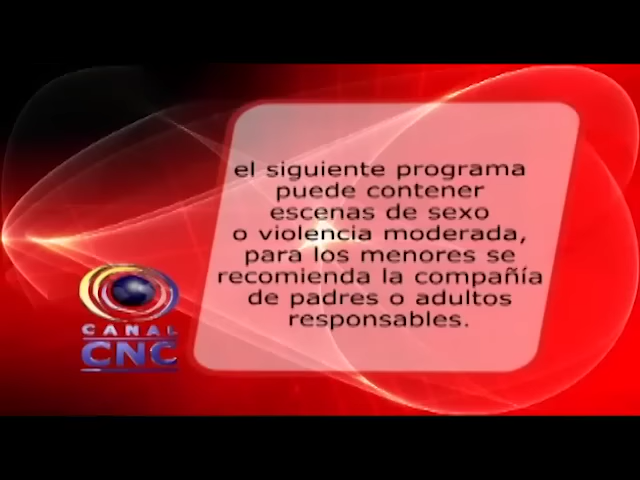 el siguiente programa
puede contener
escenas de sexo
o violencia moderada,
para los menores se
recomienda la compañía
de padres o adultos
responsables.
CANAL
CNC